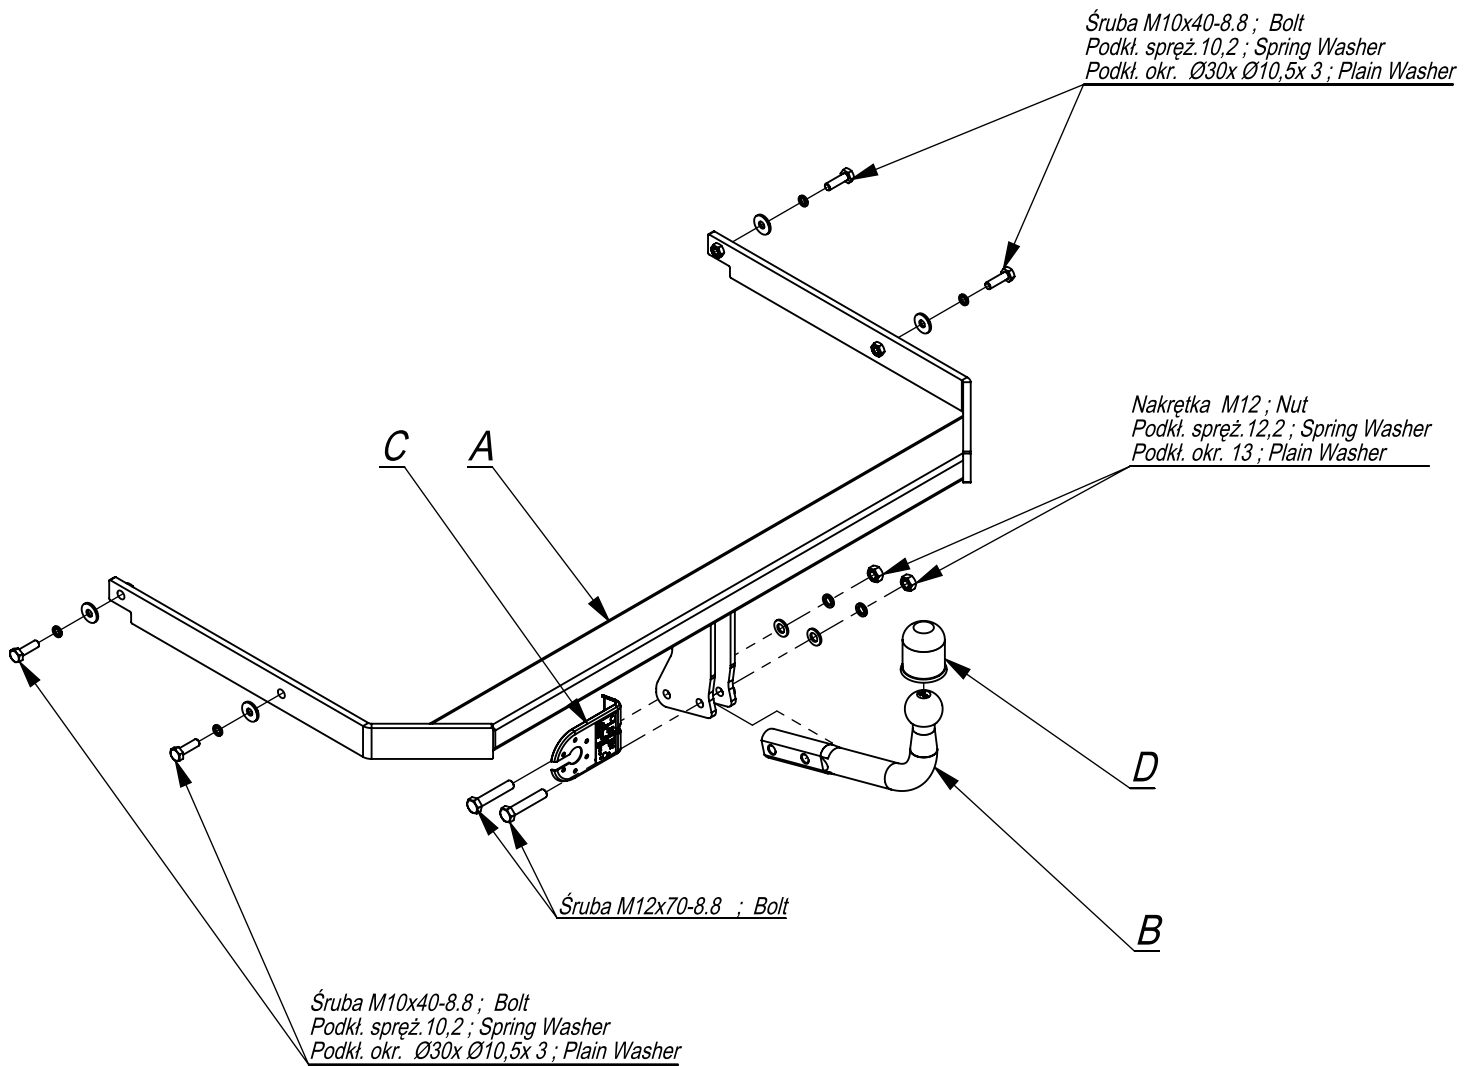 Śruba M10x40-8.8 ; Bolt
Podkł. spręż.10,2 ; Spring Washer
Podkł. okr. Ø30x Ø10,5x 3 ; Plain Washer
Nakrętka M12 ; Nut
Podkł. spręż.12,2 ; Spring Washer
Podkł. okr. 13 ; Plain Washer
C
A
D
B
Śruba M12x70-8.8 ; Bolt
Śruba M10x40-8.8 ; Bolt
Podkł. spręż.10,2 ; Spring Washer
Podkł. okr. Ø30x Ø10,5x 3 ; Plain Washer